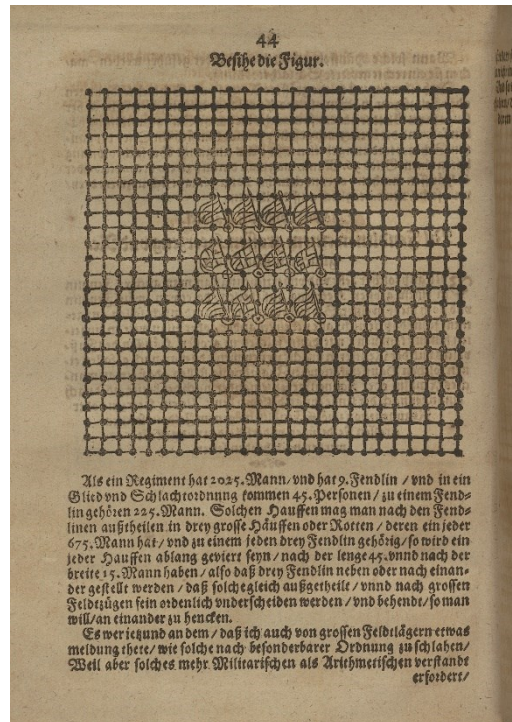 44
Besihe die Figur.
Als ein Regiment hat 2025. Mann/ vnd hat 9. Fendlin / vnd in ein
Glied vnd Schlachtordnung kommen 45. Personen / zu einem Fend-
lin gehören 225. Mann. Solchen Hauffen mag man nach den Fend-
linen außtheilen in drey grosse Häuffen oder Rotten / deren ein jeder
675. Mann hat / vnd zu einem jeden drey Fendlin gehörig / so wird ein
jeder Hauffen ablang geviert seyn / nach der lenge 45. vnnd nach der
breite 15. Mann haben / also daß drey Fendlin neben oder nach einan-
der gestellt werden / daß solche gleich außgetheilt / vnnd nach grossen
Feldtzügen fein ordenlich vnderscheiden werden / vnd behendt / so man
will / an einander zu hencken.
Es wer jezund an dem / daß ich auch von grossen Feldtlägern etwas
meldung thete / wie solche nach besonderbarer Ordnung zu schlahen /
Weil aber solches mehr Militarischen als Arithmetischen verstandt
erfordert /